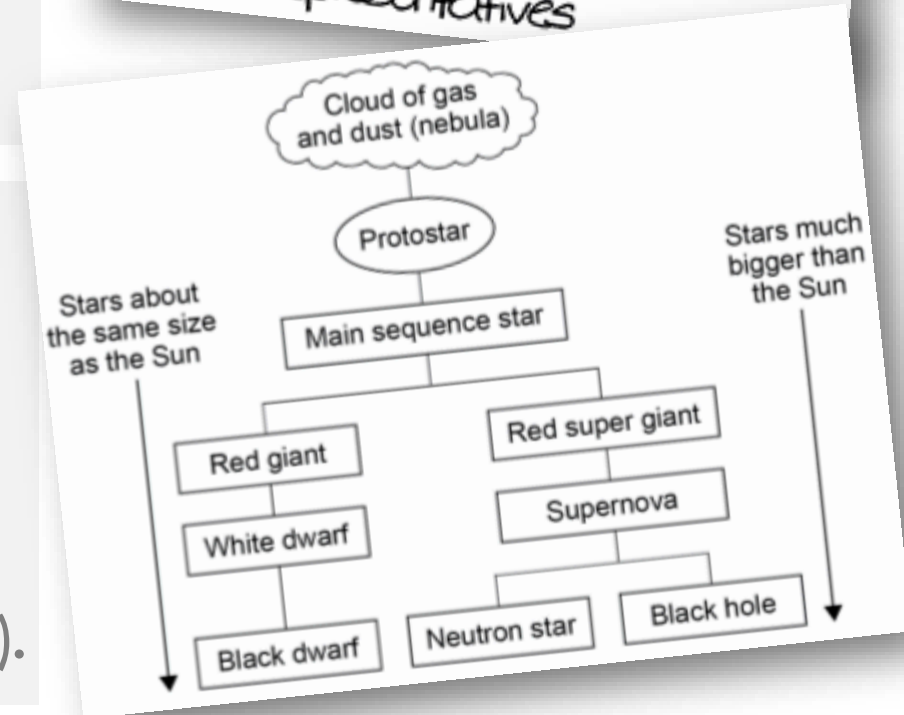 Cloud of gas
and dust (nebula)
Protostar
Stars much
bigger than
the Sun
Stars about
the same size
as the Sun
Main sequence star
Red giant
Red super giant
White dwarf
Supernova
Black dwarf
Neutron star
Black hole
).